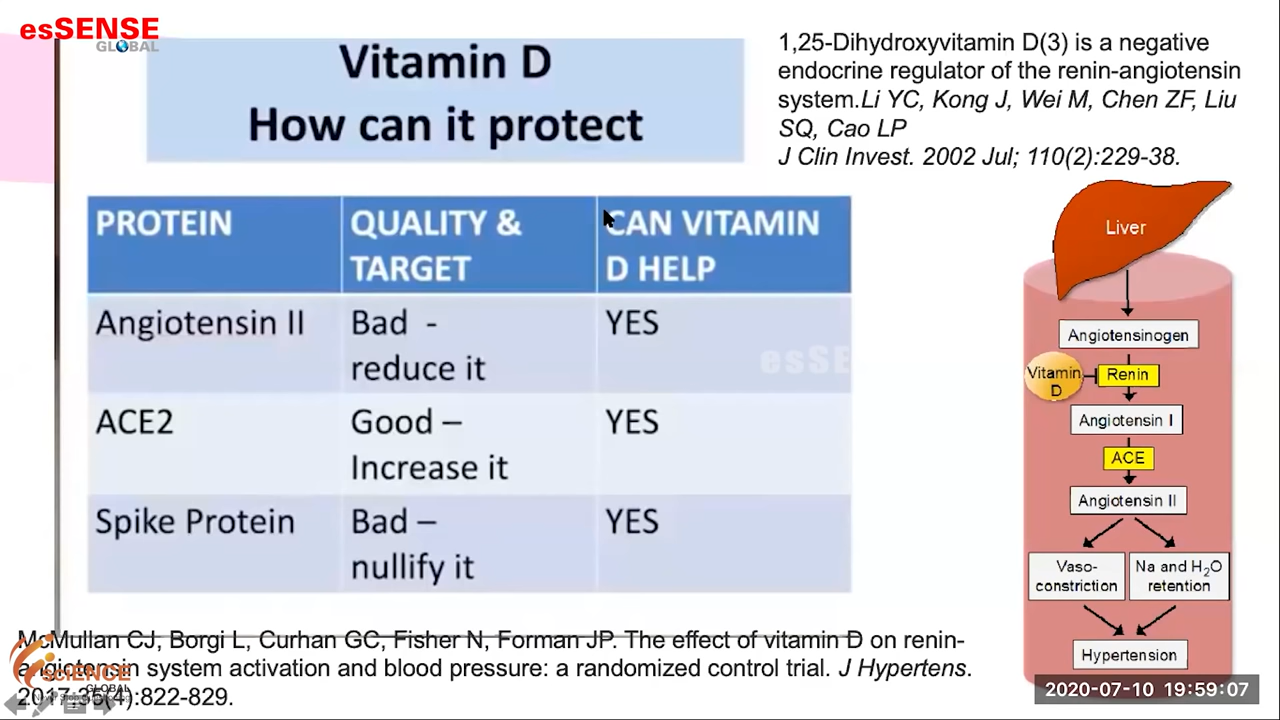 esSENSE
GLOBAL
Vitamin D
How can it protect
1,25-Dihydroxyvitamin D(3) is a negative
endocrine regulator of the renin-angiotensin
system.Li YC, Kong J, Wei M, Chen ZF, Liu
SQ, Cao LP
J Clin Invest. 2002 Jul; 110(2):229-38.
PROTEIN
QUALITY &
TARGET
CAN VITAMIN
D HELP
Angiotensin II
Bad -
reduce it
YES
esSE
ACE2
Good –
Increase it
YES
Spike Protein
Bad –
nullify it
YES
Liver
Angiotensinogen
Vitamin
D
Renin
Angiotensin I
ACE
Angiotensin II
Vaso-
constriction
Na and H2O
retention
Hypertension
McMullan CJ, Borgi L, Curhan GC, Fisher N, Forman JP. The effect of vitamin D on renin-
angiotensin system activation and blood pressure: a randomized control trial. J Hypertens.
2017;35(4):822-829.
SCIENCE
GLOBAL
2020-07-10 19:59:07